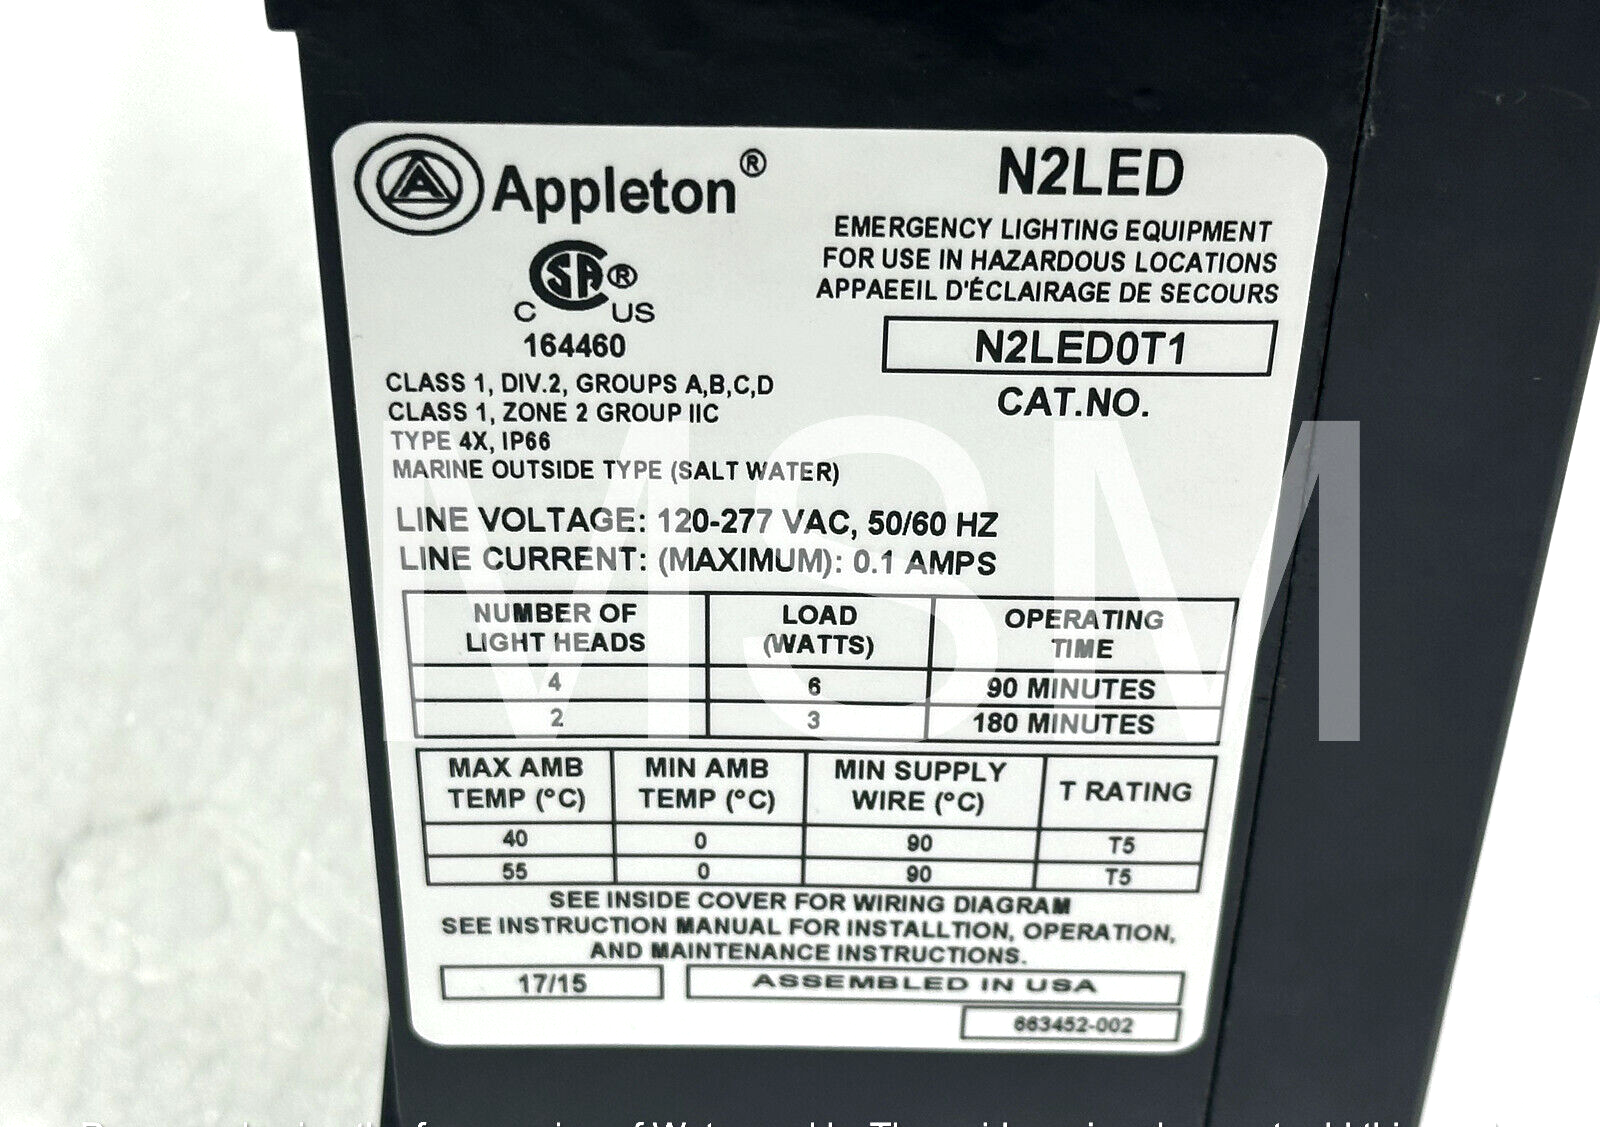 Appleton®
N2LED
EMERGENCY LIGHTING EQUIPMENT
FOR USE IN HAZARDOUS LOCATIONS
APPAEEIL D'ÉCLAIRAGE DE SECOURS
N2LED0T1
CAT.NO.
CSA®
C US
164460
CLASS 1, DIV.2, GROUPS A,B,C,D
CLASS 1, ZONE 2 GROUP IIC
TYPE 4X, IP66
MARINE OUTSIDE TYPE (SALT WATER)
LINE VOLTAGE: 120-277 VAC, 50/60 HZ
LINE CURRENT: (MAXIMUM): 0.1 AMPS
NUMBER OF LIGHT HEADS LOAD (WATTS) OPERATING TIME
4 6 90 MINUTES
2 3 180 MINUTES
MAX AMB TEMP (°C) MIN AMB TEMP (°C) MIN SUPPLY WIRE (°C) T RATING
40 0 90 T5
55 0 90 T5
SEE INSIDE COVER FOR WIRING DIAGRAM
SEE INSTRUCTION MANUAL FOR INSTALLTION, OPERATION,
AND MAINTENANCE INSTRUCTIONS.
17/15 ASSEMBLED IN USA
663452-002
MSM